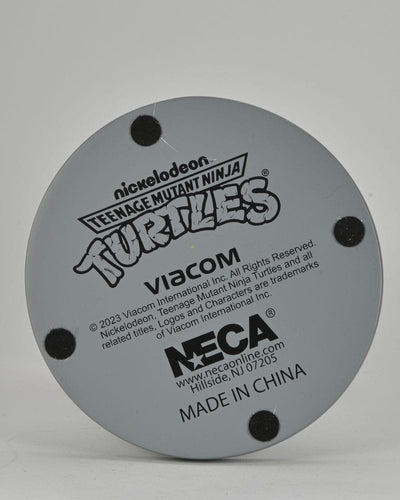 nickelodeon
TEENAGE MUTANT NINJA
TURTLES®
VIACOM
© 2023 Viacom International Inc. All Rights Reserved.
Nickelodeon, Teenage Mutant Ninja Turtles and all
related titles, Logos and Characters are trademarks
of Viacom International Inc.
NECA®
www.necaonline.com
Hillside, NJ 07205
MADE IN CHINA